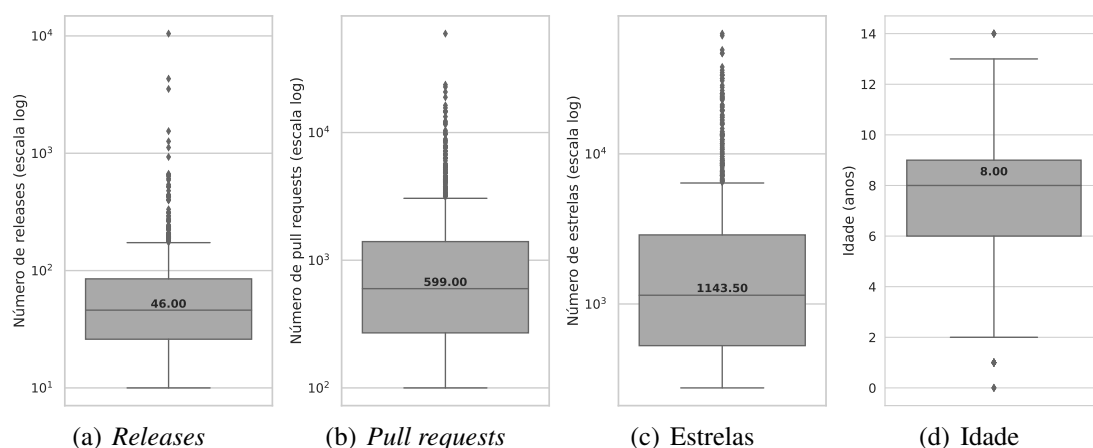 Número de releases (escala log)
10⁴
10³
10²
10¹
46.00
(a) Releases
Número de pull requests (escala log)
10⁴
10³
10²
599.00
(b) Pull requests
Número de estrelas (escala log)
10⁴
10³
1143.50
(c) Estrelas
Idade (anos)
14
12
10
8
6
4
2
0
8.00
(d) Idade